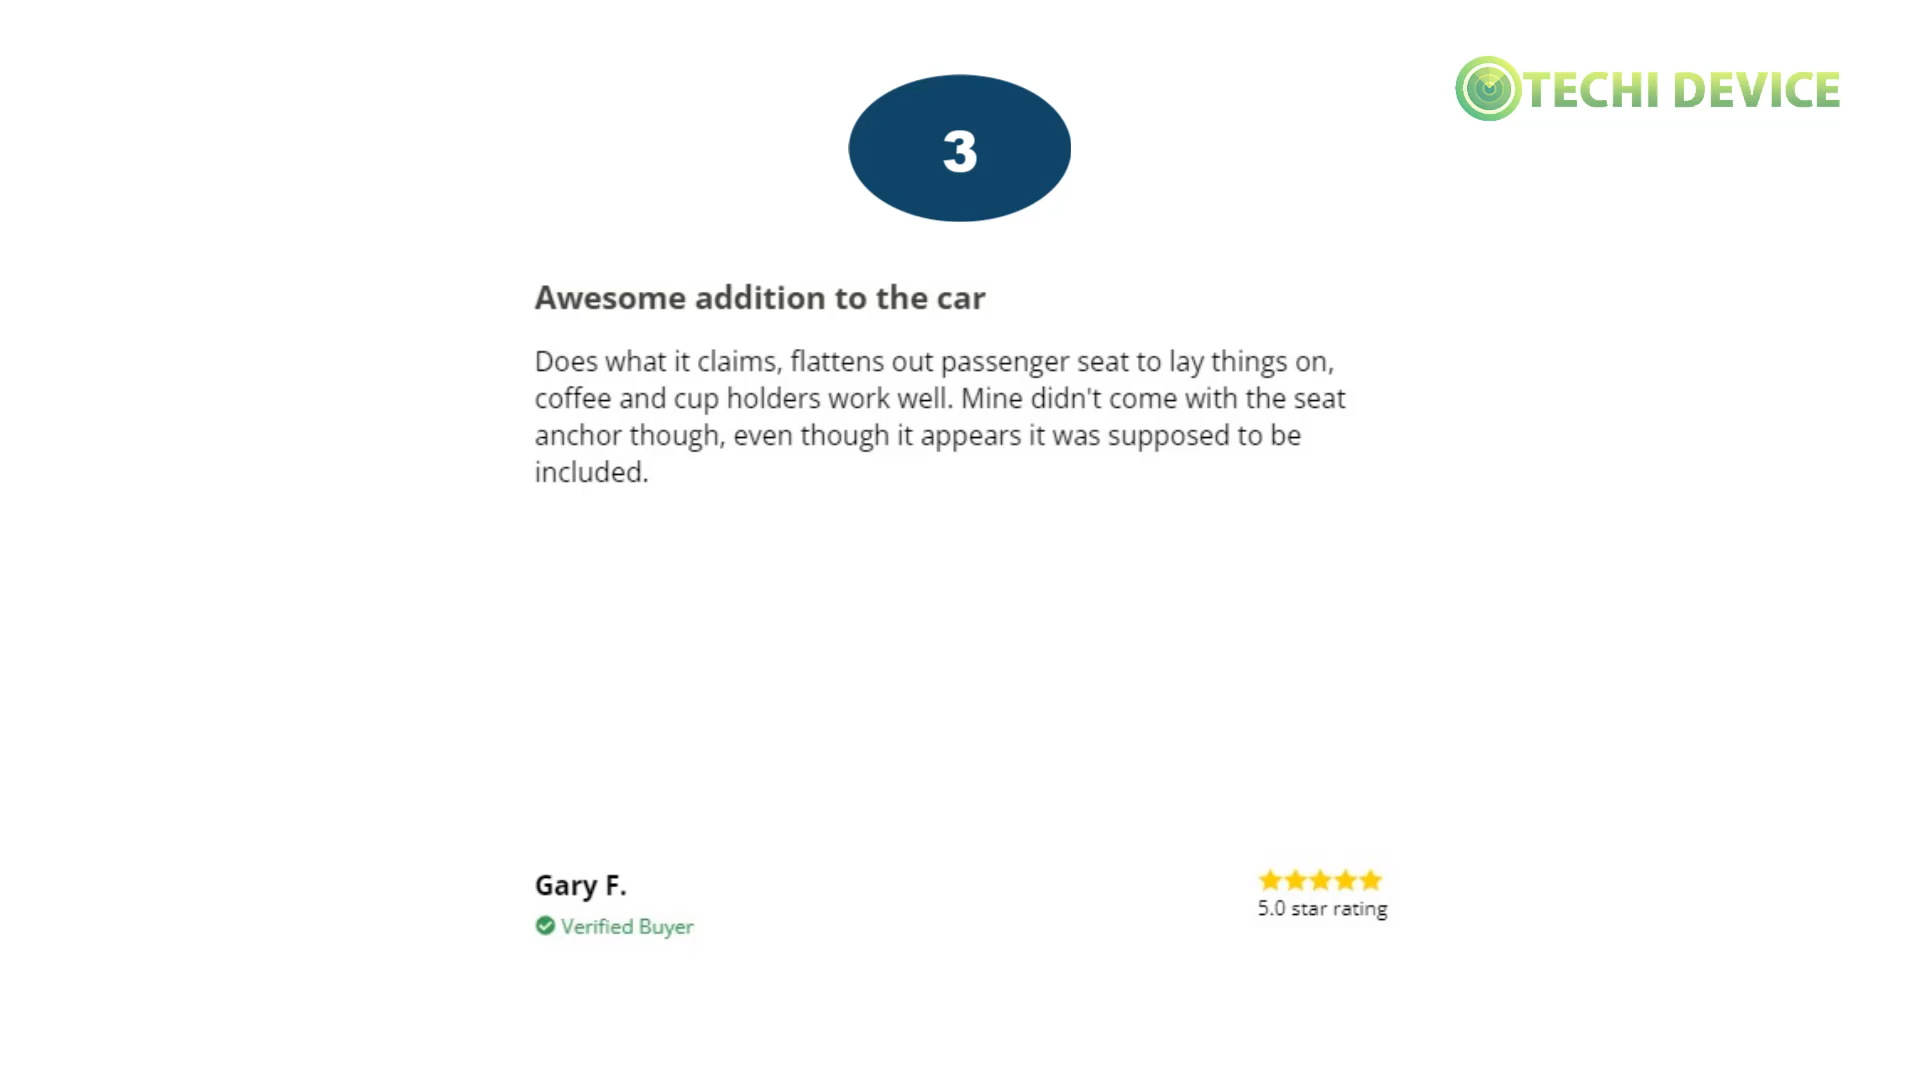 TECHI DEVICE
3
Awesome addition to the car
Does what it claims, flattens out passenger seat to lay things on,
coffee and cup holders work well. Mine didn't come with the seat
anchor though, even though it appears it was supposed to be
included.
Gary F.
Verified Buyer
5.0 star rating